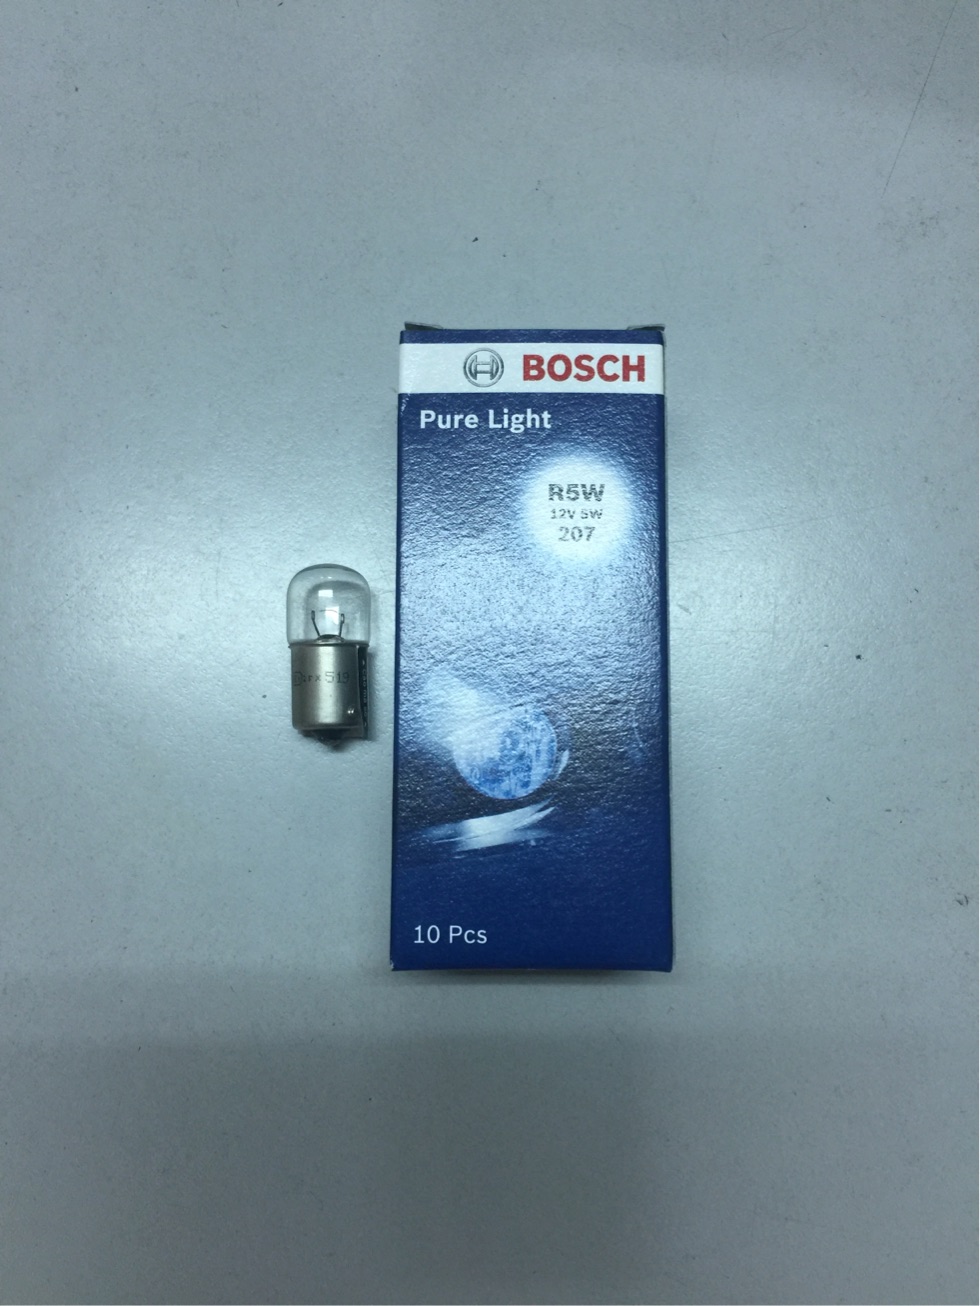 BOSCH
Pure Light
R5W
12V 5W
207
10 Pcs